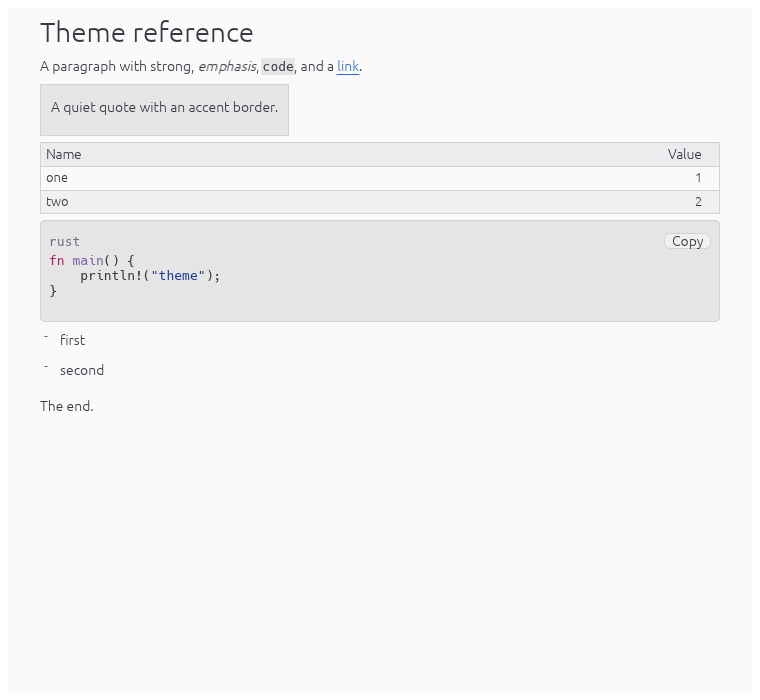 Theme reference
A paragraph with strong, emphasis, code, and a link.
A quiet quote with an accent border.
Name Value
one 1
two 2
rust Copy
fn main() {
    println!("theme");
}
- first
- second
The end.